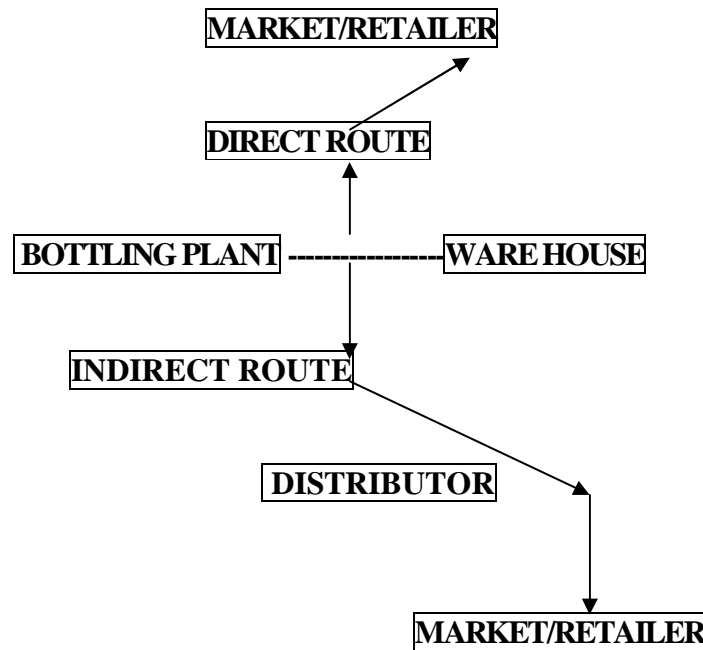 MARKET/RETAILER
DIRECT ROUTE
BOTTLING PLANT ------------------ WARE HOUSE
INDIRECT ROUTE
DISTRIBUTOR
MARKET/RETAILER